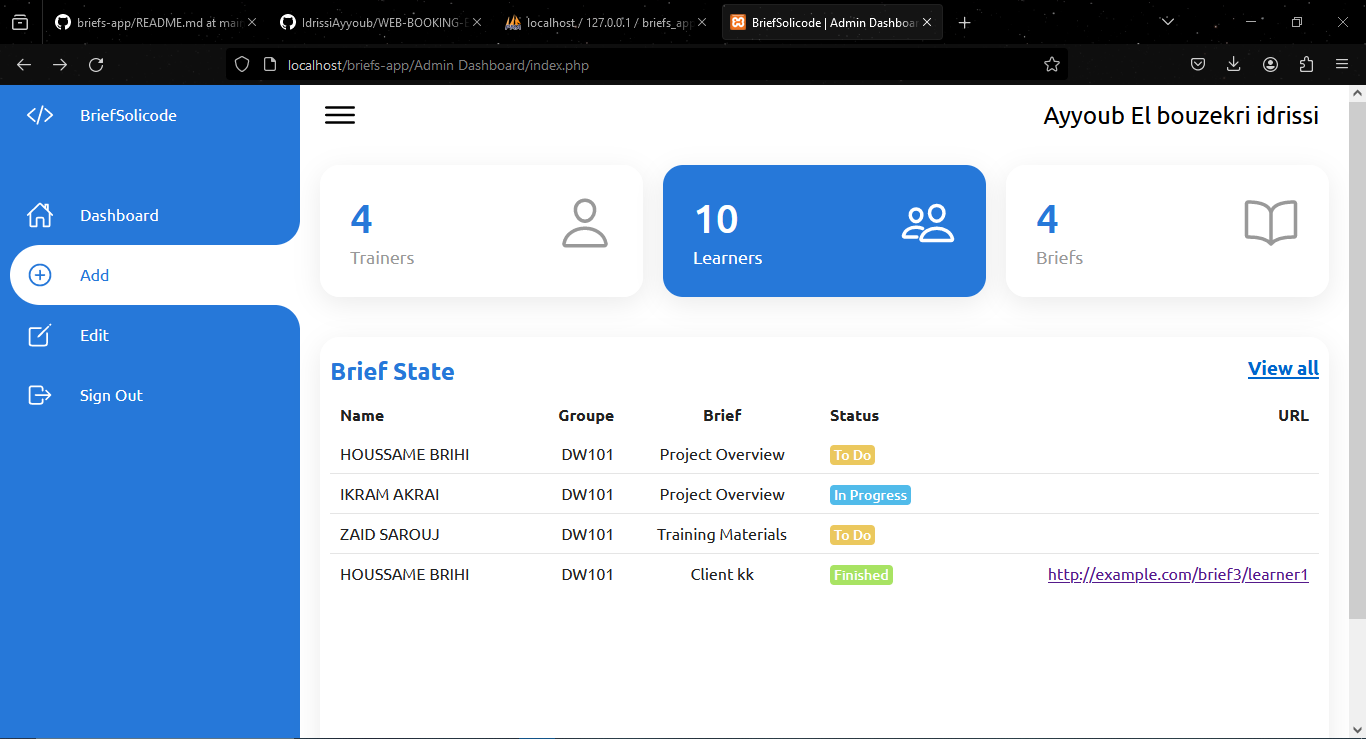 briefs-app/README.md at mai
IdrissiAyyoub/WEB-BOOKING-E
localhost / 127.0.0.1 / briefs_app
BriefSolicode | Admin Dashboar
localhost/briefs-app/Admin Dashboard/index.php
BriefSolicode
Dashboard
Add
Edit
Sign Out
Ayyoub El bouzekri idrissi
4
Trainers
10
Learners
4
Briefs
Brief State
View all
Name Groupe Brief Status URL
HOUSSAME BRIHI DW101 Project Overview To Do
IKRAM AKRAI DW101 Project Overview In Progress
ZAID SAROUJ DW101 Training Materials To Do
HOUSSAME BRIHI DW101 Client kk Finished http://example.com/brief3/learner1